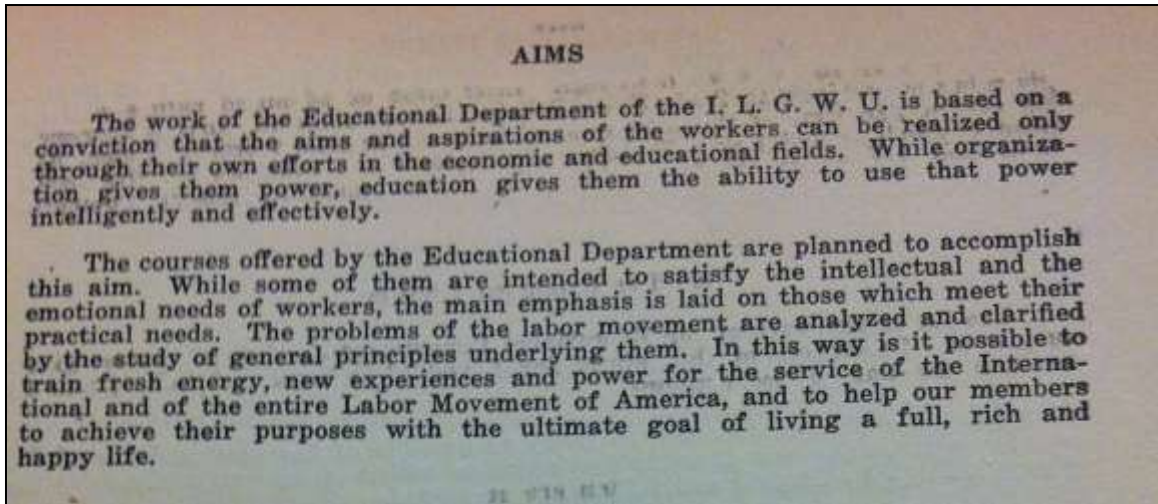 AIMS
The work of the Educational Department of the I. L. G. W. U. is based on a
conviction that the aims and aspirations of the workers can be realized only
through their own efforts in the economic and educational fields. While organiza-
tion gives them power, education gives them the ability to use that power
intelligently and effectively.
The courses offered by the Educational Department are planned to accomplish
this aim. While some of them are intended to satisfy the intellectual and the
emotional needs of workers, the main emphasis is laid on those which meet their
practical needs. The problems of the labor movement are analyzed and clarified
by the study of general principles underlying them. In this way is it possible to
train fresh energy, new experiences and power for the service of the Interna-
tional and of the entire Labor Movement of America, and to help our members
to achieve their purposes with the ultimate goal of living a full, rich and
happy life.